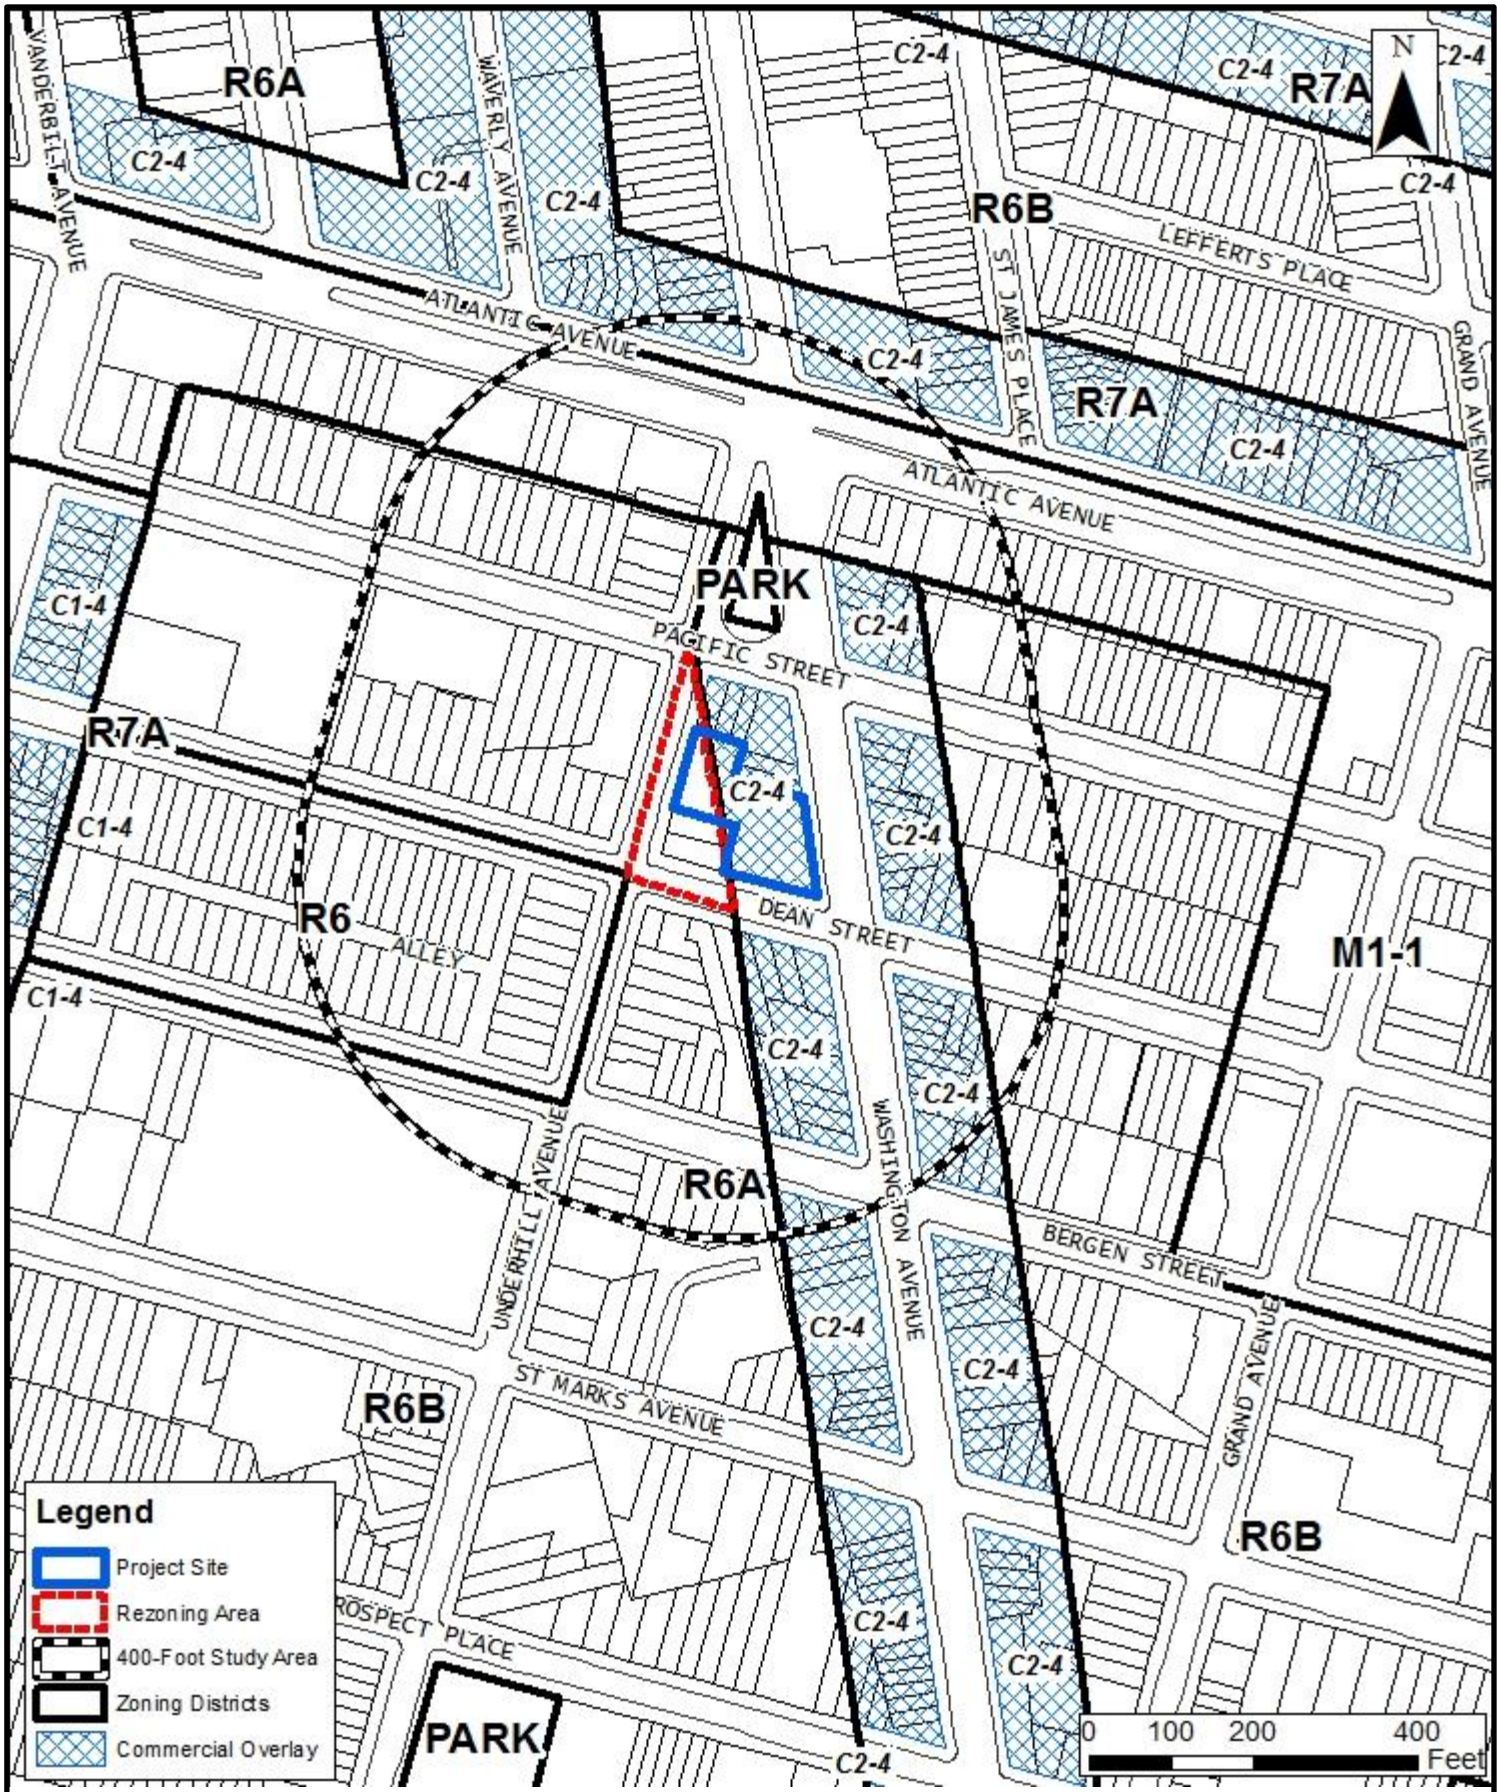 VANDERBILT AVENUE
R6A
WAVERLY AVENUE
C2-4
C2-4
R7A
N
C2-4
C2-4
C2-4
C2-4
C2-4
R6B
LEFFERTS PLACE
ST JAMES PLACE
ATLANTIC AVENUE
C2-4
GRAND AVENUE
R7A
C2-4
ATLANTIC AVENUE
PARK
C1-4
C2-4
PACIFIC STREET
R7A
C2-4
C1-4
C2-4
R6
ALLEY
DEAN STREET
M1-1
C1-4
C2-4
C2-4
WASHINGTON AVENUE
UNDERHILL AVENUE
R6A
BERGEN STREET
C2-4
C2-4
GRAND AVENUE
ST MARKS AVENUE
R6B
R6B
C2-4
C2-4
ROSPECT PLACE
PARK
C2-4
Legend
Project Site
Rezoning Area
400-Foot Study Area
Zoning Districts
Commercial Overlay
0 100 200 400
Feet